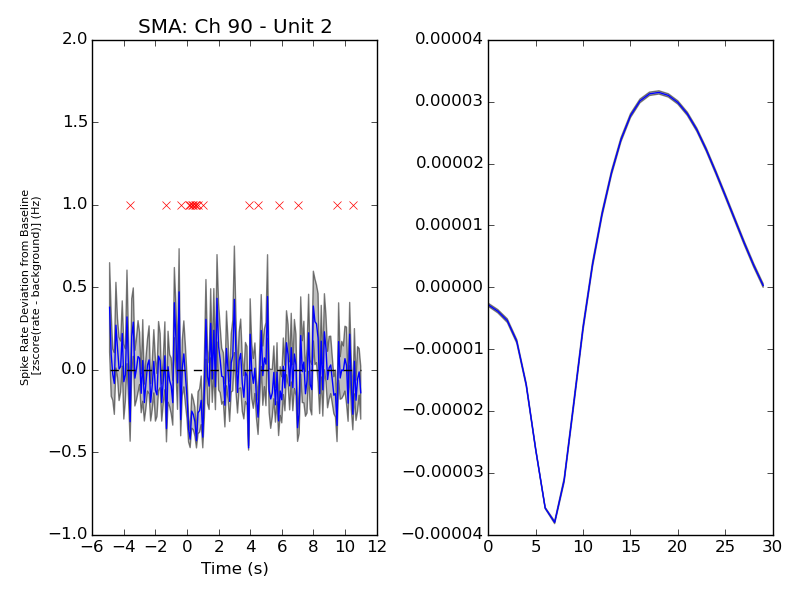 SMA: Ch 90 - Unit 2
2.0
1.5
1.0
0.5
0.0
−0.5
−1.0
Spike Rate Deviation from Baseline
[zscore(rate - background)] (Hz)
−6 −4 −2 0 2 4 6 8 10 12
Time (s)
0.00004
0.00003
0.00002
0.00001
0.00000
−0.00001
−0.00002
−0.00003
−0.00004
0 5 10 15 20 25 30